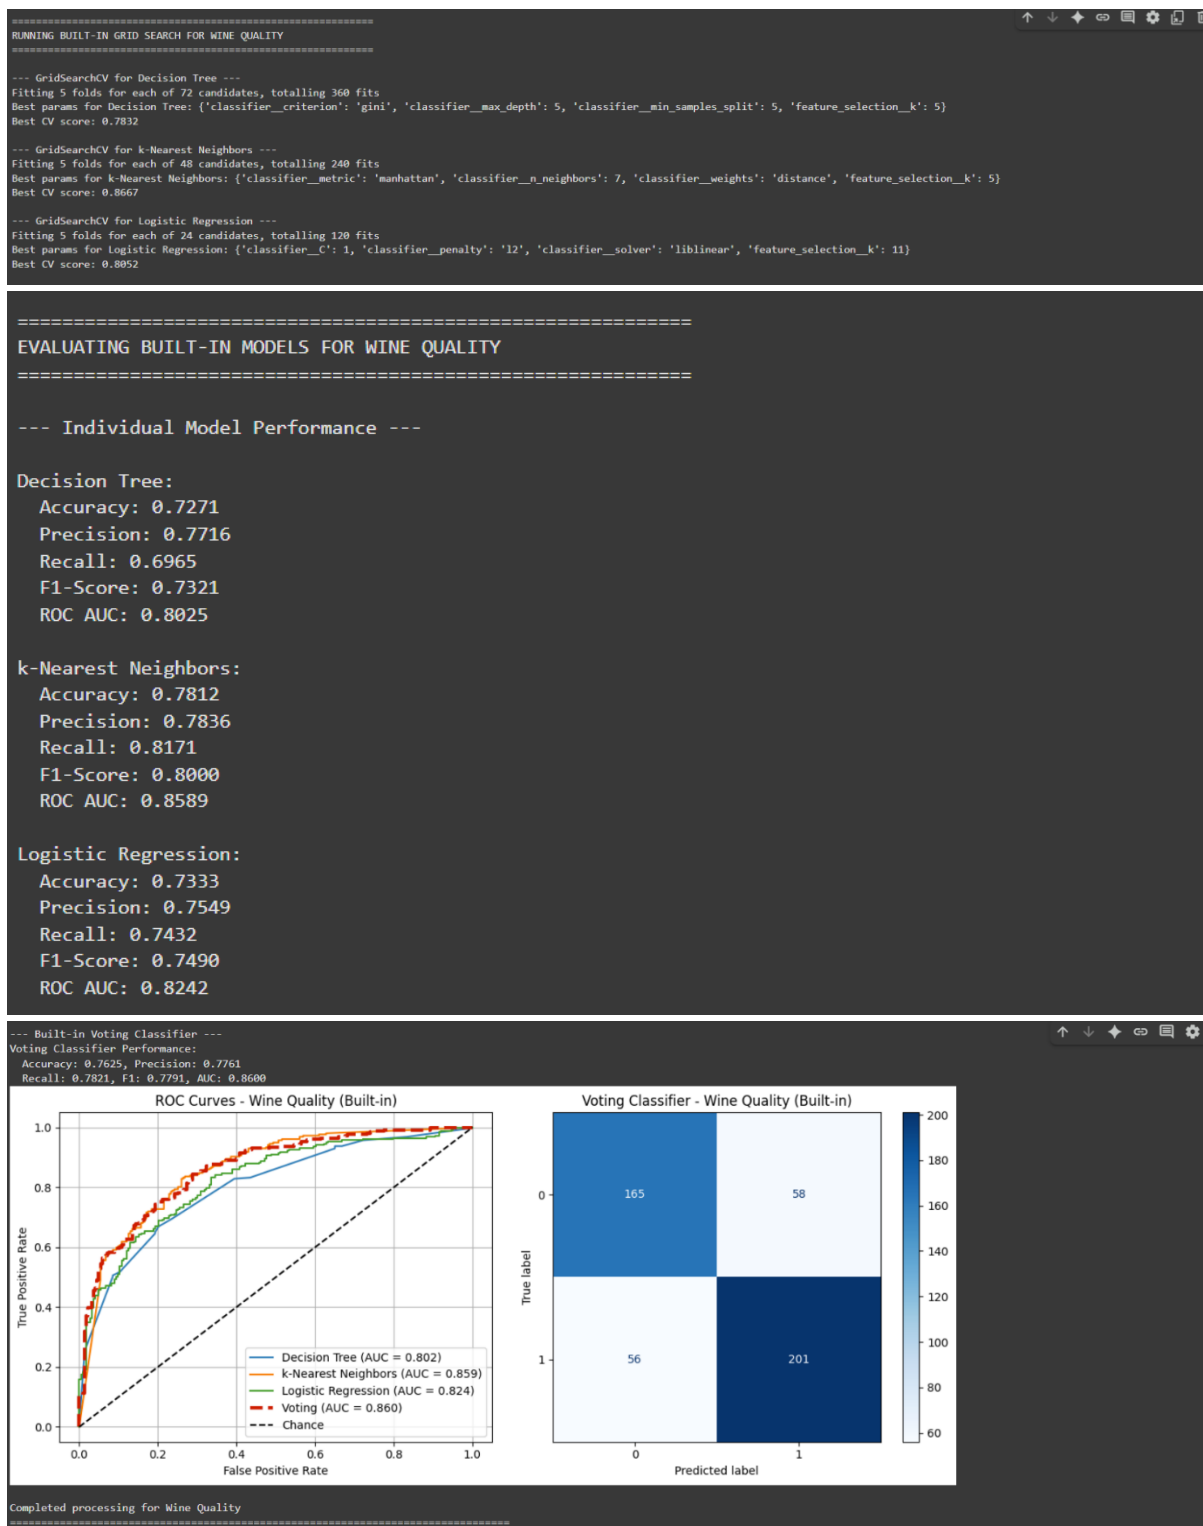 ============================================================
RUNNING BUILT-IN GRID SEARCH FOR WINE QUALITY
============================================================
--- GridSearchCV for Decision Tree ---
Fitting 5 folds for each of 72 candidates, totalling 360 fits
Best params for Decision Tree: {'classifier__criterion': 'gini', 'classifier__max_depth': 5, 'classifier__min_samples_split': 5, 'feature_selection__k': 5}
Best CV score: 0.7832
--- GridSearchCV for k-Nearest Neighbors ---
Fitting 5 folds for each of 48 candidates, totalling 240 fits
Best params for k-Nearest Neighbors: {'classifier__metric': 'manhattan', 'classifier__n_neighbors': 7, 'classifier__weights': 'distance', 'feature_selection__k': 5}
Best CV score: 0.8667
--- GridSearchCV for Logistic Regression ---
Fitting 5 folds for each of 24 candidates, totalling 120 fits
Best params for Logistic Regression: {'classifier__C': 1, 'classifier__penalty': 'l2', 'classifier__solver': 'liblinear', 'feature_selection__k': 11}
Best CV score: 0.8052
============================================================
EVALUATING BUILT-IN MODELS FOR WINE QUALITY
============================================================
--- Individual Model Performance ---
Decision Tree:
Accuracy: 0.7271
Precision: 0.7716
Recall: 0.6965
F1-Score: 0.7321
ROC AUC: 0.8025
k-Nearest Neighbors:
Accuracy: 0.7812
Precision: 0.7836
Recall: 0.8171
F1-Score: 0.8000
ROC AUC: 0.8589
Logistic Regression:
Accuracy: 0.7333
Precision: 0.7549
Recall: 0.7432
F1-Score: 0.7490
ROC AUC: 0.8242
--- Built-in Voting Classifier ---
Voting Classifier Performance:
Accuracy: 0.7625, Precision: 0.7761
Recall: 0.7821, F1: 0.7791, AUC: 0.8600
ROC Curves - Wine Quality (Built-in)
1.0
0.8
0.6
0.4
0.2
0.0
True Positive Rate
Decision Tree (AUC = 0.802)
k-Nearest Neighbors (AUC = 0.859)
Logistic Regression (AUC = 0.824)
Voting (AUC = 0.860)
Chance
0.0 0.2 0.4 0.6 0.8 1.0
False Positive Rate
Voting Classifier - Wine Quality (Built-in)
True label
0
165 58
1
56 201
0 1
Predicted label
200
180
160
140
120
100
80
60
Completed processing for Wine Quality
================================================================================